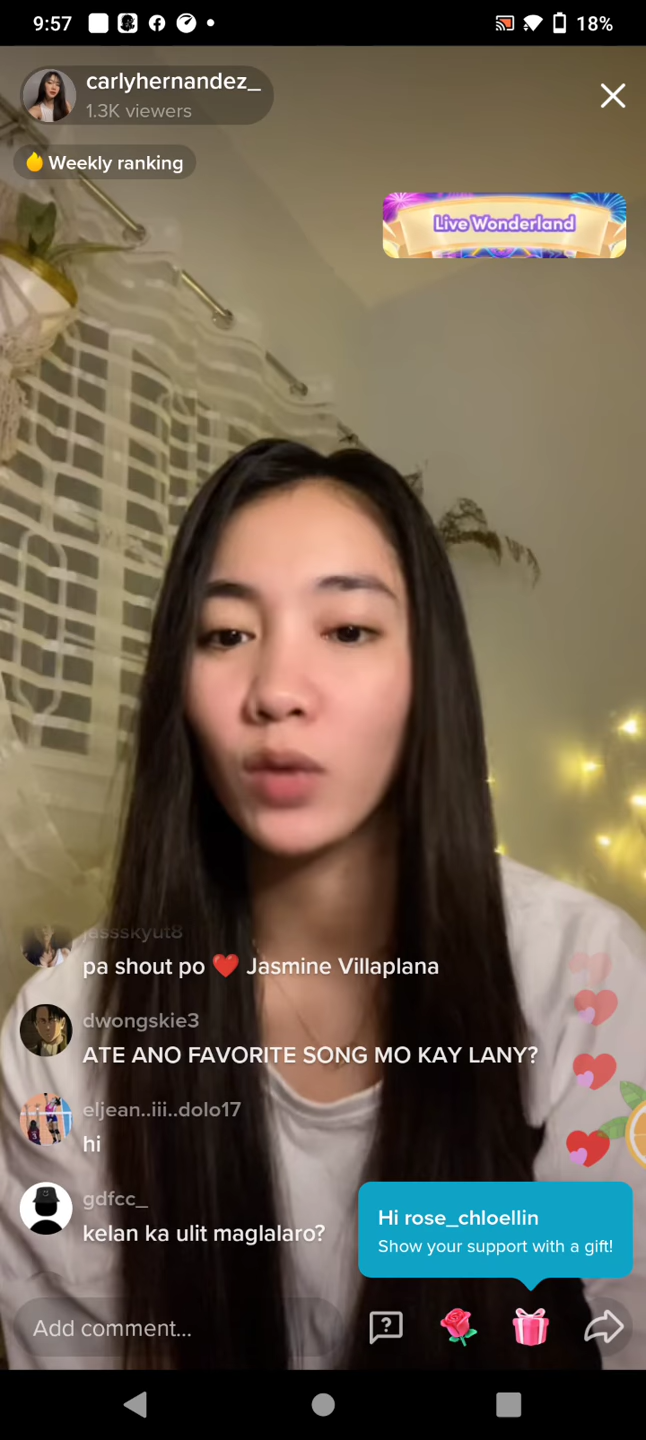 9:57
18%
carlyhernandez_
1.3K viewers
Weekly ranking
Live Wonderland
jassskyut8
pa shout po ❤️ Jasmine Villaplana
dwongskie3
ATE ANO FAVORITE SONG MO KAY LANY?
eljean..iii..dolo17
hi
gdfcc_
kelan ka ulit maglalaro?
Hi rose_chloellin
Show your support with a gift!
Add comment...